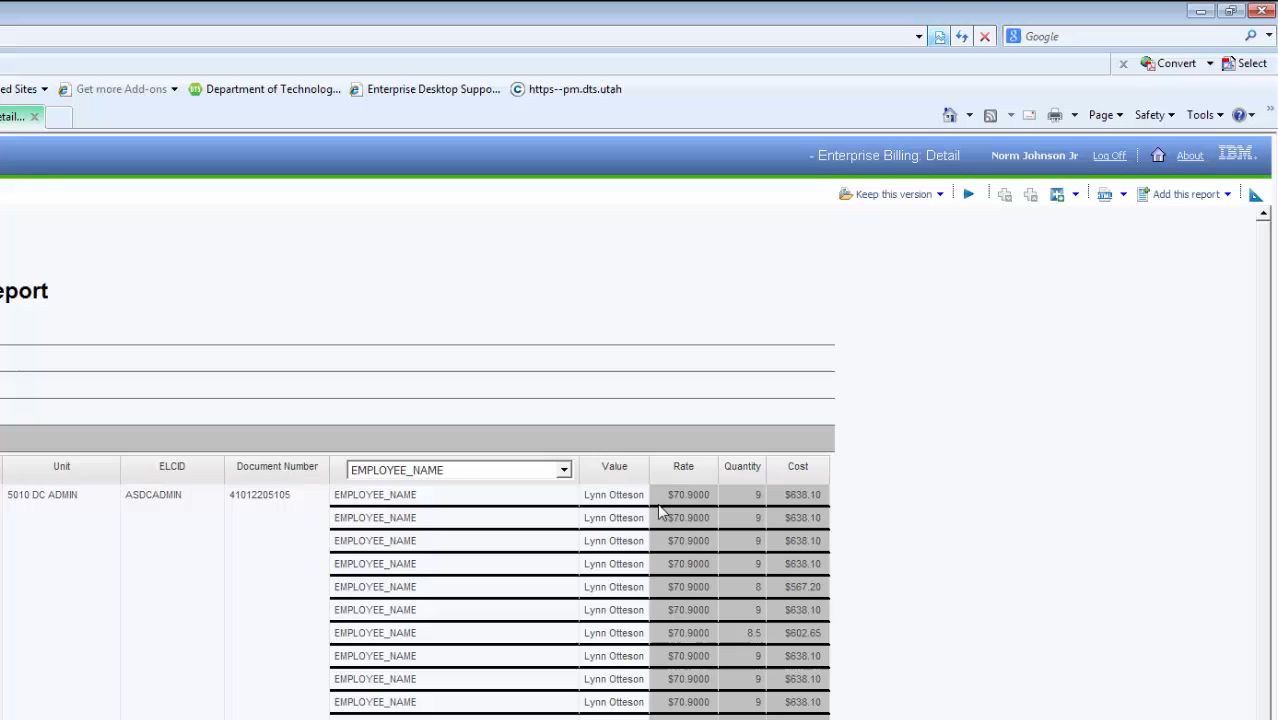 Google
Convert Select
ed Sites Get more Add-ons Department of Technolog... Enterprise Desktop Suppo... https--pm.dts.utah
etail... Page Safety Tools
- Enterprise Billing: Detail Norm Johnson Jr Log Off About IBM.
Keep this version Add this report
eport
Unit ELCID Document Number EMPLOYEE_NAME Value Rate Quantity Cost
5010 DC ADMIN ASDCADMIN 41012205105 EMPLOYEE_NAME Lynn Otteson $70.9000 9 $638.10
EMPLOYEE_NAME Lynn Otteson $70.9000 9 $638.10
EMPLOYEE_NAME Lynn Otteson $70.9000 9 $638.10
EMPLOYEE_NAME Lynn Otteson $70.9000 9 $638.10
EMPLOYEE_NAME Lynn Otteson $70.9000 8 $567.20
EMPLOYEE_NAME Lynn Otteson $70.9000 9 $638.10
EMPLOYEE_NAME Lynn Otteson $70.9000 8.5 $602.65
EMPLOYEE_NAME Lynn Otteson $70.9000 9 $638.10
EMPLOYEE_NAME Lynn Otteson $70.9000 9 $638.10
EMPLOYEE_NAME Lynn Otteson $70.9000 9 $638.10